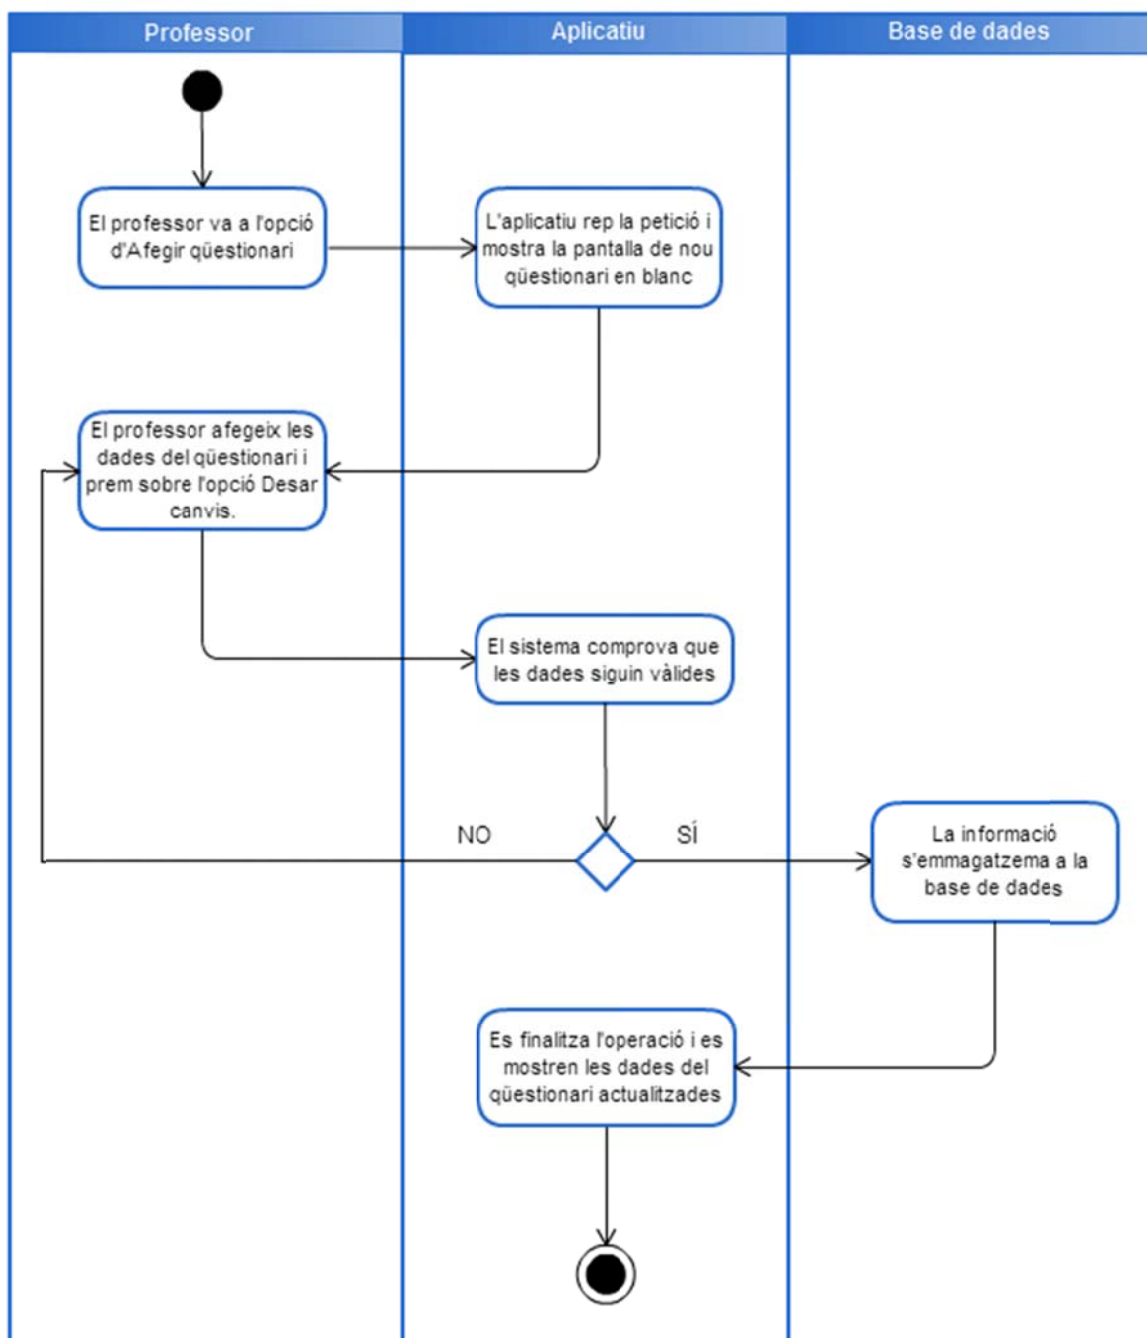 Professor
Aplicatiu
Base de dades
El professor va a l'opció
d'Afegir qüestionari
L'aplicatiu rep la petició i
mostra la pantalla de nou
qüestionari en blanc
El professor afegeix les
dades del qüestionari i
prem sobre l'opció Desar
canvis.
El sistema comprova que
les dades siguin vàlides
NO
SÍ
La informació
s'emmagatzema a la
base de dades
Es finalitza l'operació i es
mostren les dades del
qüestionari actualitzades